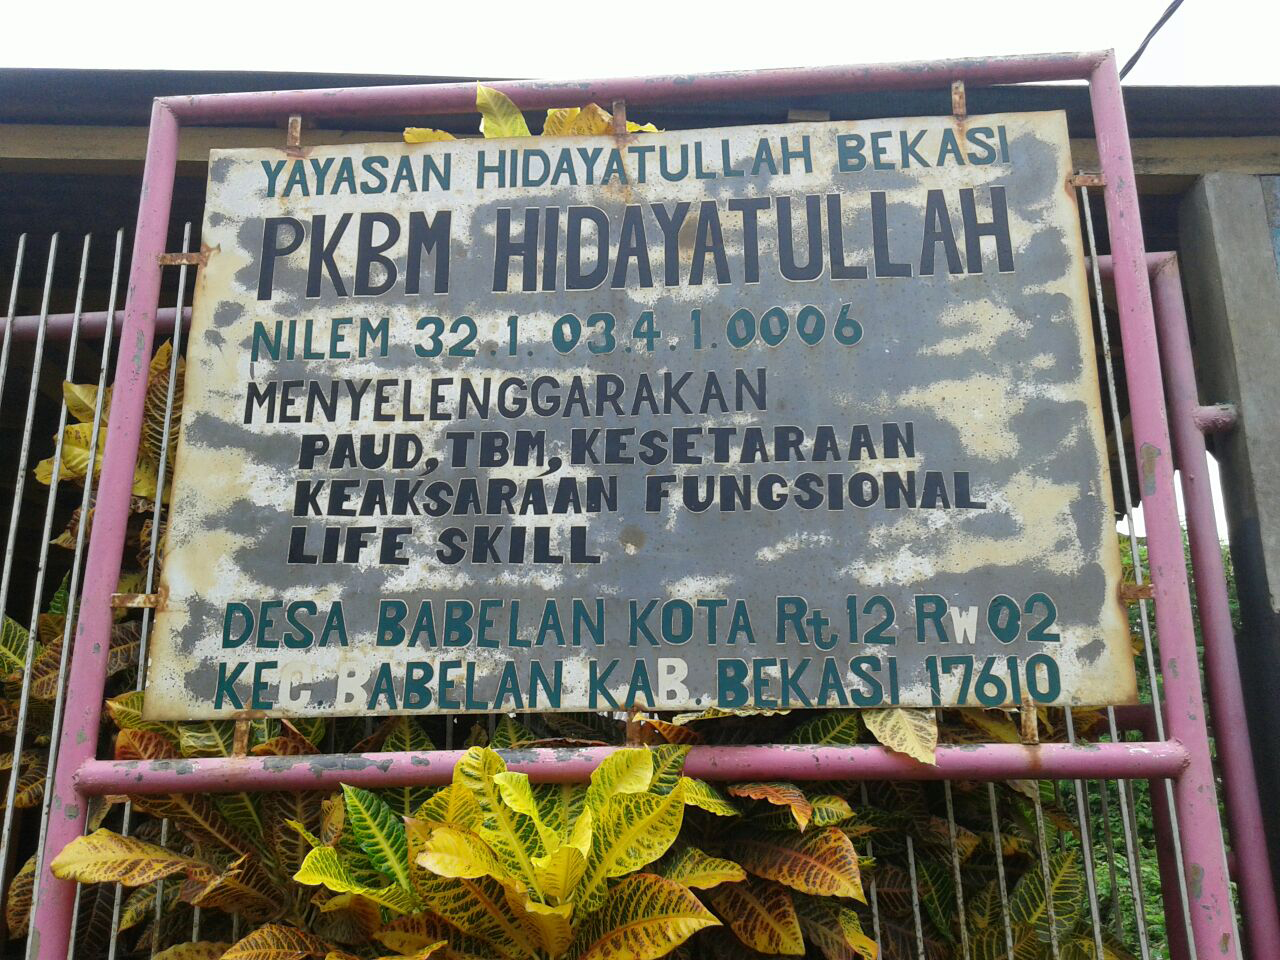 YAYASAN HIDAYATULLAH BEKASI
PKBM HIDAYATULLAH
NILEM 32.1.03.4.1.0006
MENYELENGGARAKAN
PAUD, TBM, KESETARAAN
KEAKSARAAN FUNGSIONAL
LIFE SKILL
DESA BABELAN KOTA Rt 12 RW 02
KEC BABELAN KAB. BEKASI 17610